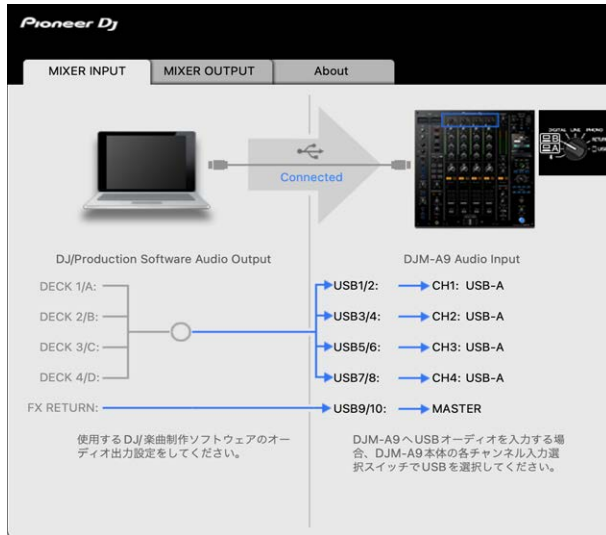 Pioneer Dj
MIXER INPUT
MIXER OUTPUT
About
Connected
DIGITAL LINE PHONO
B
A
DJ/Production Software Audio Output
DJM-A9 Audio Input
DECK 1/A:
USB1/2:
CH1: USB-A
DECK 2/B:
USB3/4:
CH2: USB-A
DECK 3/C:
USB5/6:
CH3: USB-A
DECK 4/D:
USB7/8:
CH4: USB-A
FX RETURN:
USB9/10:
MASTER
使用するDJ/楽曲制作ソフトウェアのオー
ディオ出力設定をしてください。
DJM-A9へUSBオーディオを入力する場
合、DJM-A9本体の各チャンネル入力選
択スイッチでUSBを選択してください。